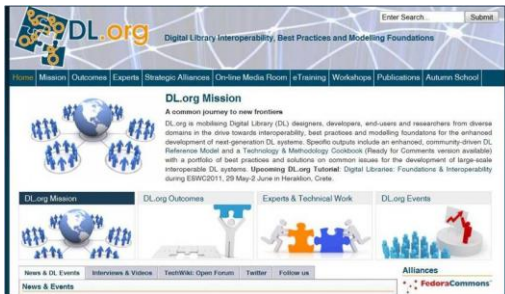 Enter Search...
Submit
DL.org
Digital Library Interoperability, Best Practices and Modelling Foundations
Home Mission Outcomes Experts Strategic Alliances On-line Media Room eTraining Workshops Publications Autumn School
DL.org Mission
A common journey to new frontiers
DL.org is mobilising Digital Library (DL) designers, developers, end-users and researchers from diverse
domains in the drive towards interoperability, best practices and modelling foundations for the enhanced
development of next-generation DL systems. Specific outputs include an enhanced, community-driven DL
Reference Model and a Technology & Methodology Cookbook (Ready for Comments version available)
with a portfolio of best practices and solutions on common issues for the development of large-scale
interoperable DL systems. Upcoming DL.org Tutorial: Digital Libraries: Foundations & Interoperability
during ESWC2011, 29 May-2 June in Heraklion, Crete.
DL.org Mission
DL.org Outcomes
Experts & Technical Work
DL.org Events
News & DL Events
Interviews & Videos
TechWiki: Open Forum
Twitter
Follow us
Alliances
News & Events
FedoraCommons